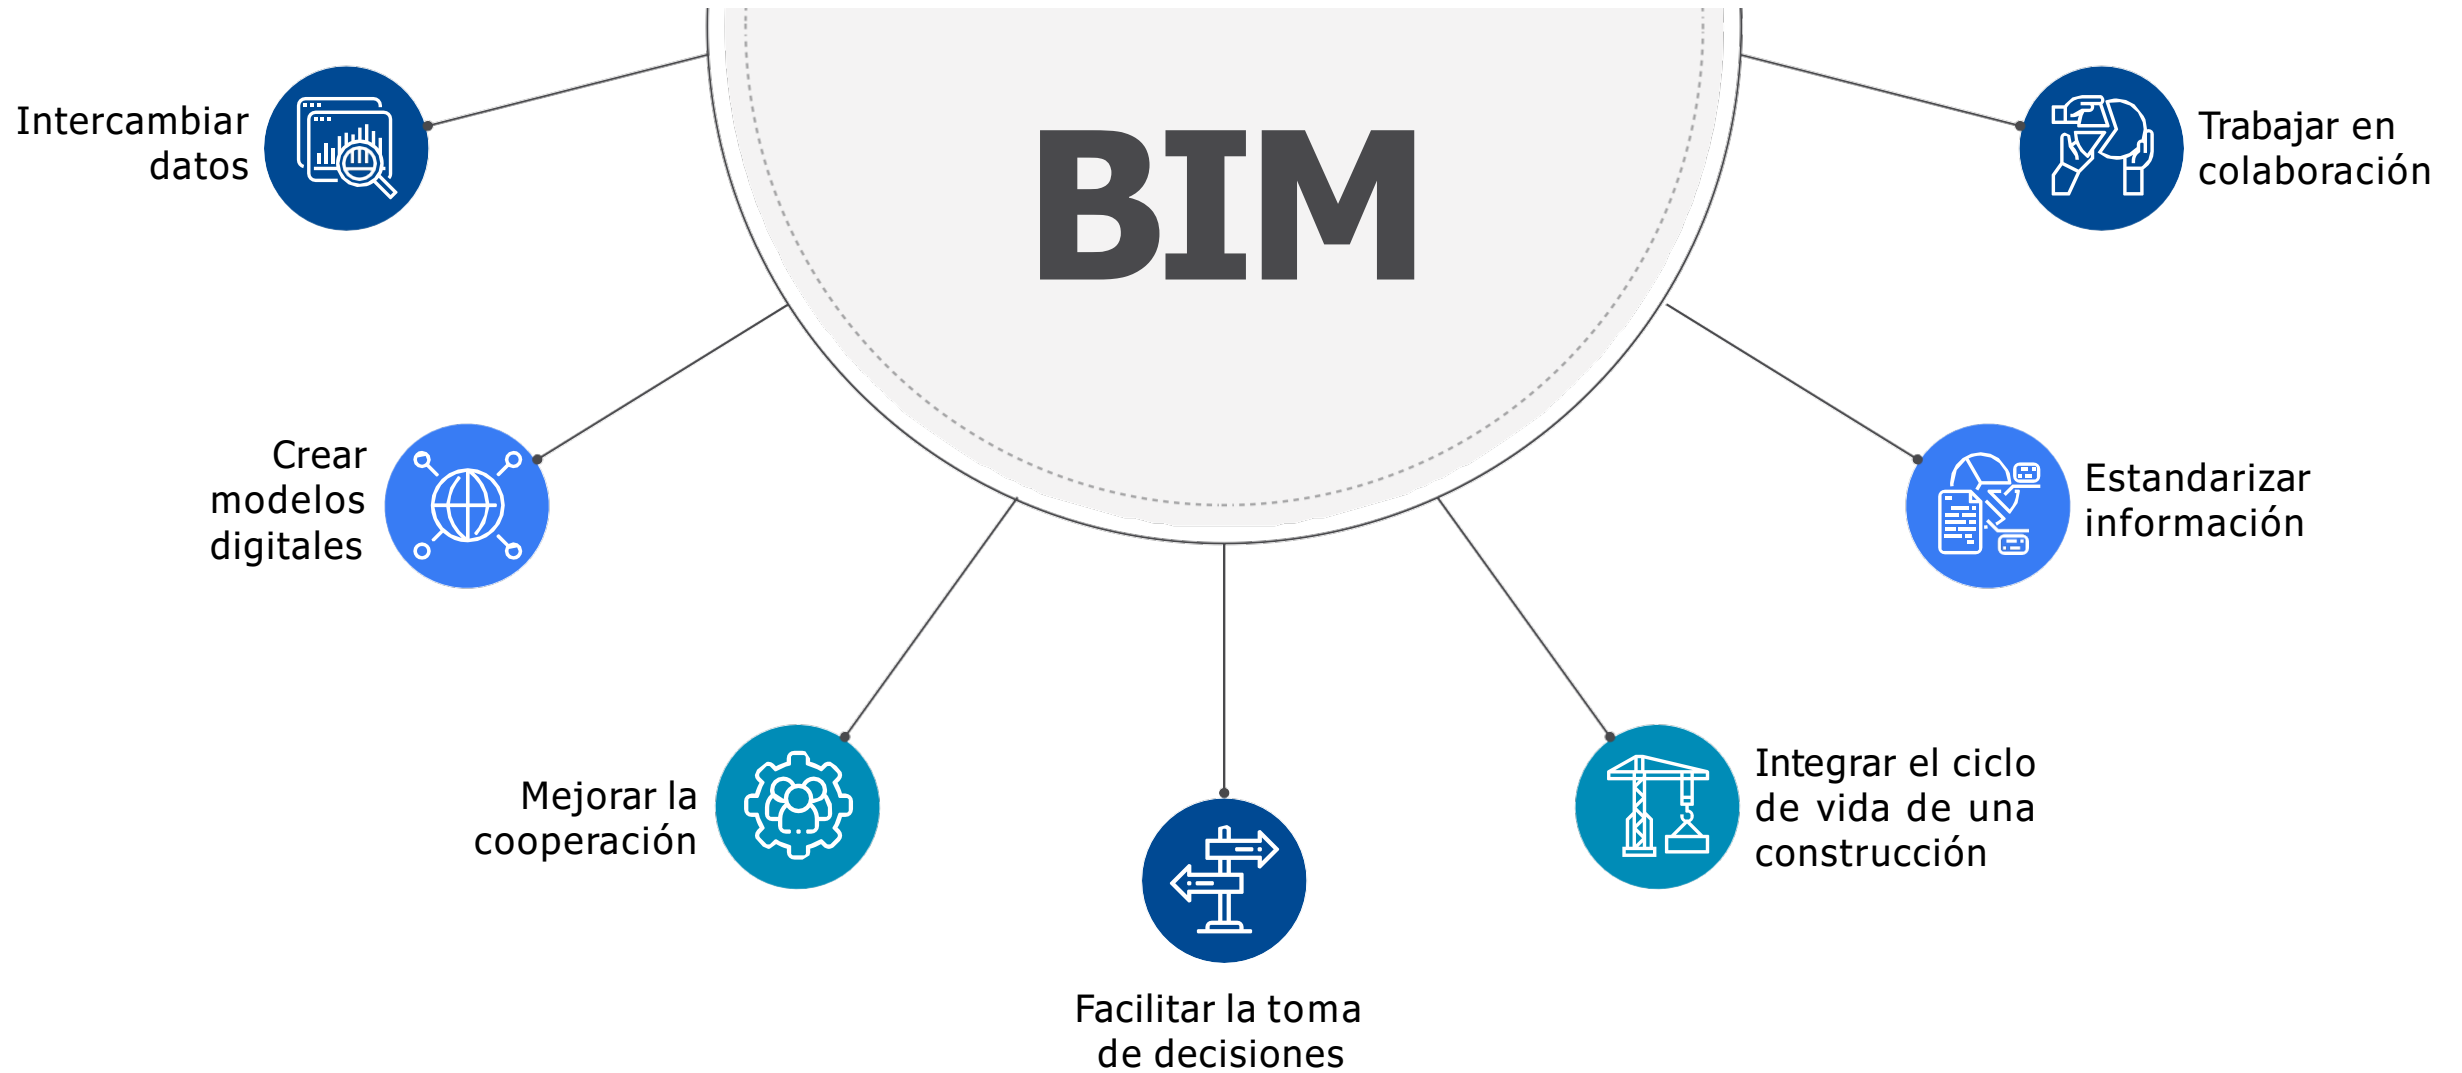 BIM
Intercambiar
datos
Crear
modelos
digitales
Mejorar la
cooperación
Facilitar la toma
de decisiones
Integrar el ciclo
de vida de una
construcción
Estandarizar
información
Trabajar en
colaboración